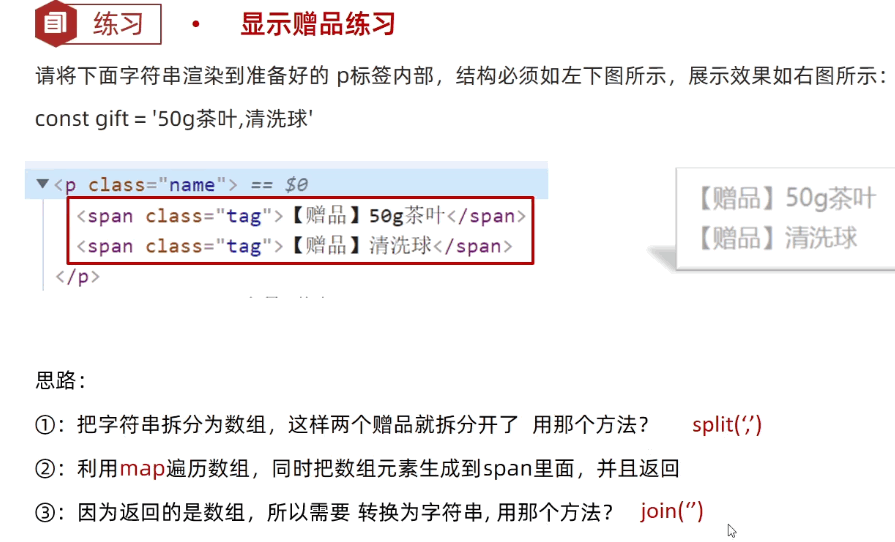 练习 • 显示赠品练习
请将下面字符串渲染到准备好的 p标签内部，结构必须如左下图所示，展示效果如右图所示：
const gift = '50g茶叶,清洗球'
▼<p class="name"> == $0
<span class="tag">【赠品】50g茶叶</span>
<span class="tag">【赠品】清洗球</span>
</p>
【赠品】50g茶叶
【赠品】清洗球
思路：
①：把字符串拆分为数组，这样两个赠品就拆分开了 用那个方法？ split(‘,’)
②：利用map遍历数组，同时把数组元素生成到span里面，并且返回
③：因为返回的是数组，所以需要 转换为字符串, 用那个方法？ join(‘’)